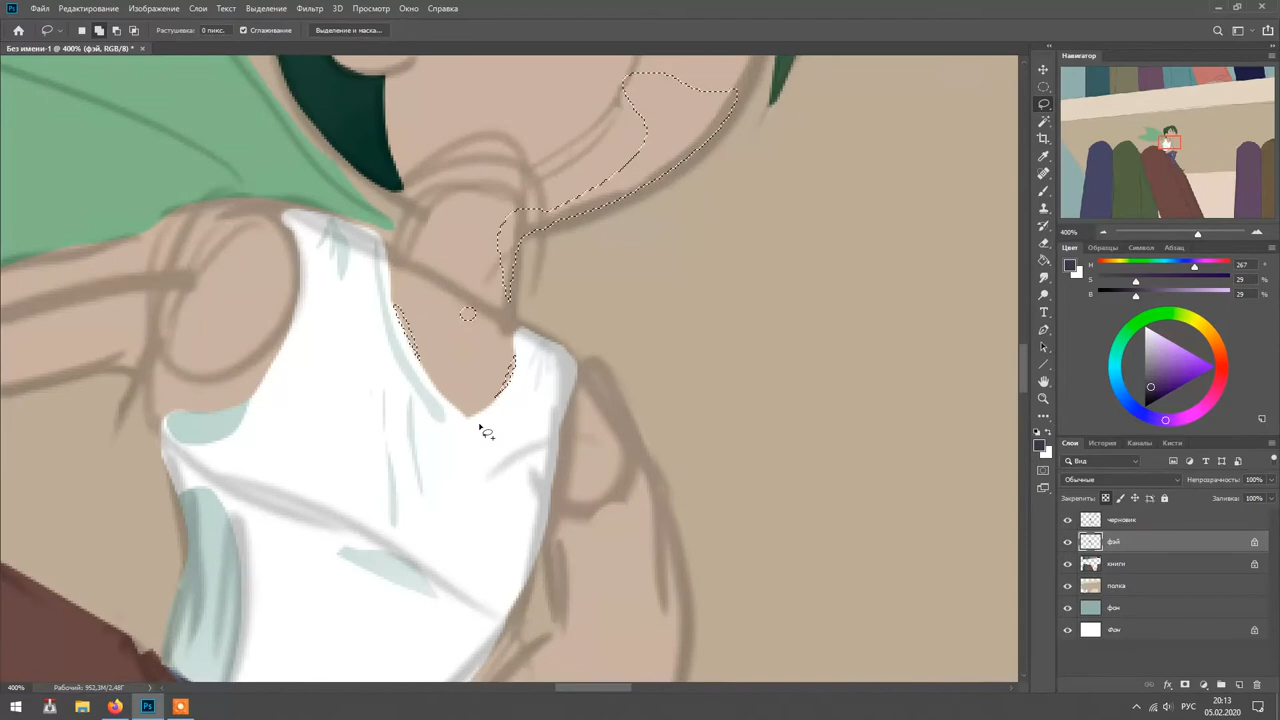 Файл Редактирование Изображение Слои Текст Выделение Фильтр 3D Просмотр Окно Справка
Растушевка: 0 пикс. Сглаживание Выделение и маска...
Без имени-1 @ 400% (фэй, RGB/8) *
Навигатор
400%
Цвет Образцы Символ Абзац
H 267 °
S 29 %
B 29 %
Слои История Каналы Кисти
Вид
Обычные Непрозрачность: 100%
Закрепить: Заливка: 100%
черновик
фэй
книги
полка
фон
Фон
400% Рабочий: 952,3M/2,48Г
РУС
20:13
05.02.2020